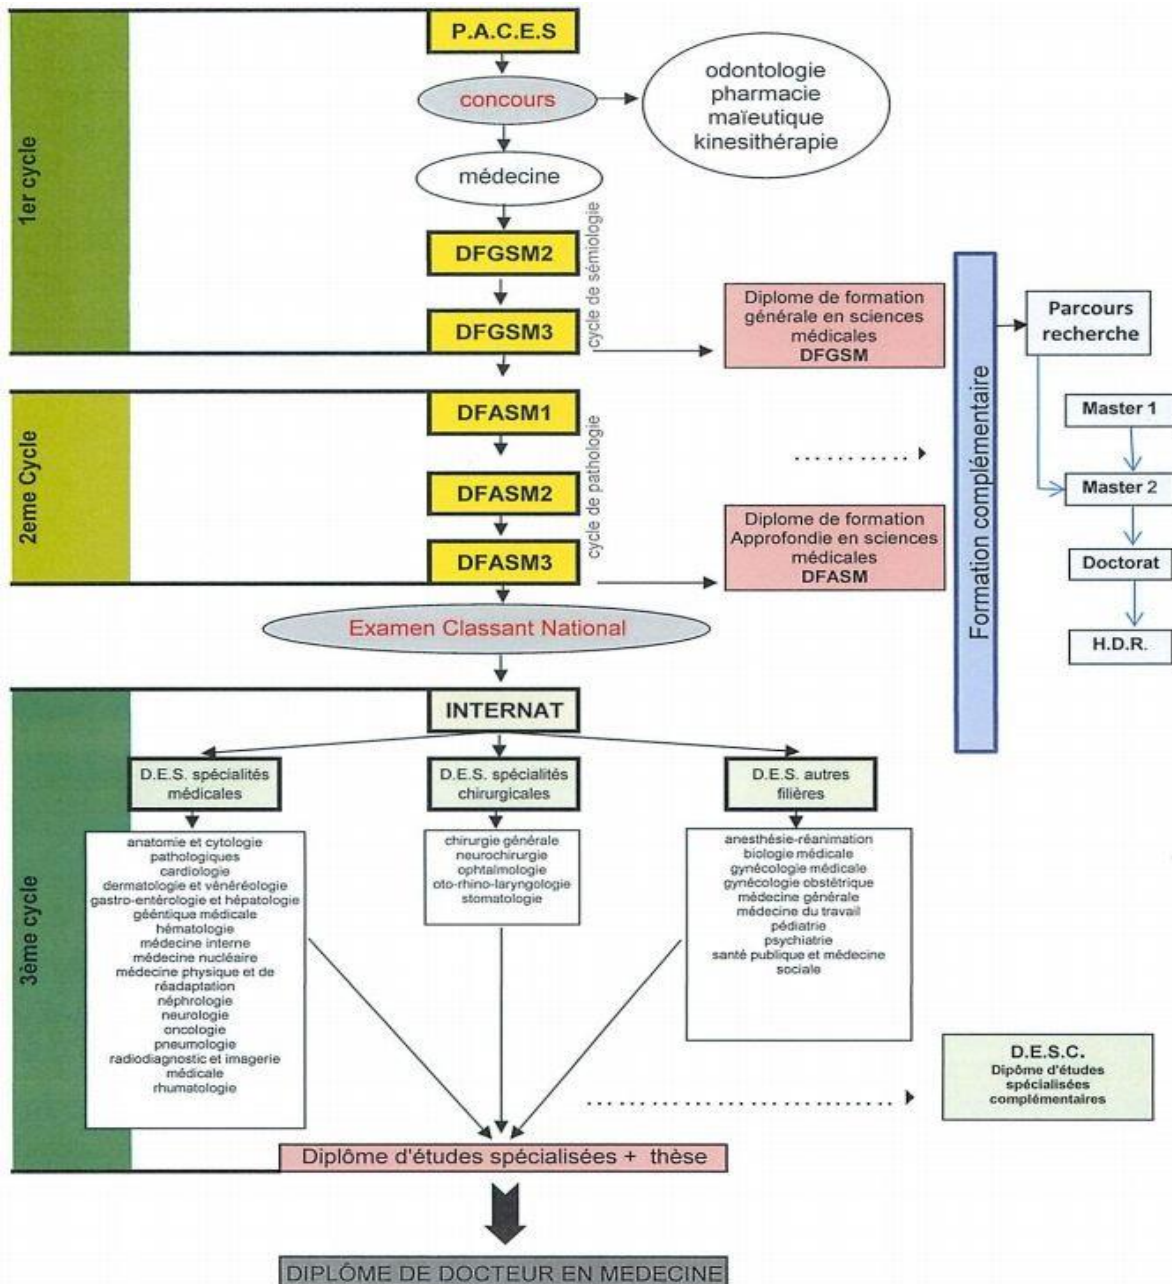 1er cycle
P.A.C.E.S
concours
odontologie
pharmacie
maïeutique
kinesithérapie
médecine
DFGSM2
cycle de sémiologie
DFGSM3
Diplome de formation
générale en sciences
médicales
DFGSM
Formation complémentaire
Parcours
recherche
Master 1
Master 2
Doctorat
H.D.R.
2eme Cycle
DFASM1
cycle de pathologie
DFASM2
DFASM3
Diplome de formation
Approfondie en sciences
médicales
DFASM
Examen Classant National
3ème cycle
INTERNAT
D.E.S. spécialités
médicales
D.E.S. spécialités
chirurgicales
D.E.S. autres
filières
anatomie et cytologie
pathologiques
cardiologie
dermatologie et vénéréologie
gastro-entérologie et hépatologie
gééntique médicale
hématologie
médecine interne
médecine nucléaire
médecine physique et de
réadaptation
néphrologie
neurologie
oncologie
pneumologie
radiodiagnostic et imagerie
médicale
rhumatologie
chirurgie générale
neurochirurgie
ophtalmologie
oto-rhino-laryngologie
stomatologie
anesthésie-réanimation
biologie médicale
gynécologie médicale
gynécologie obstétrique
médecine générale
médecine du travail
pédiatrie
psychiatrie
santé publique et médecine
sociale
D.E.S.C.
Dipôme d'études
spécialisées
complémentaires
Diplôme d'études spécialisées + thèse
DIPLÔME DE DOCTEUR EN MEDECINE